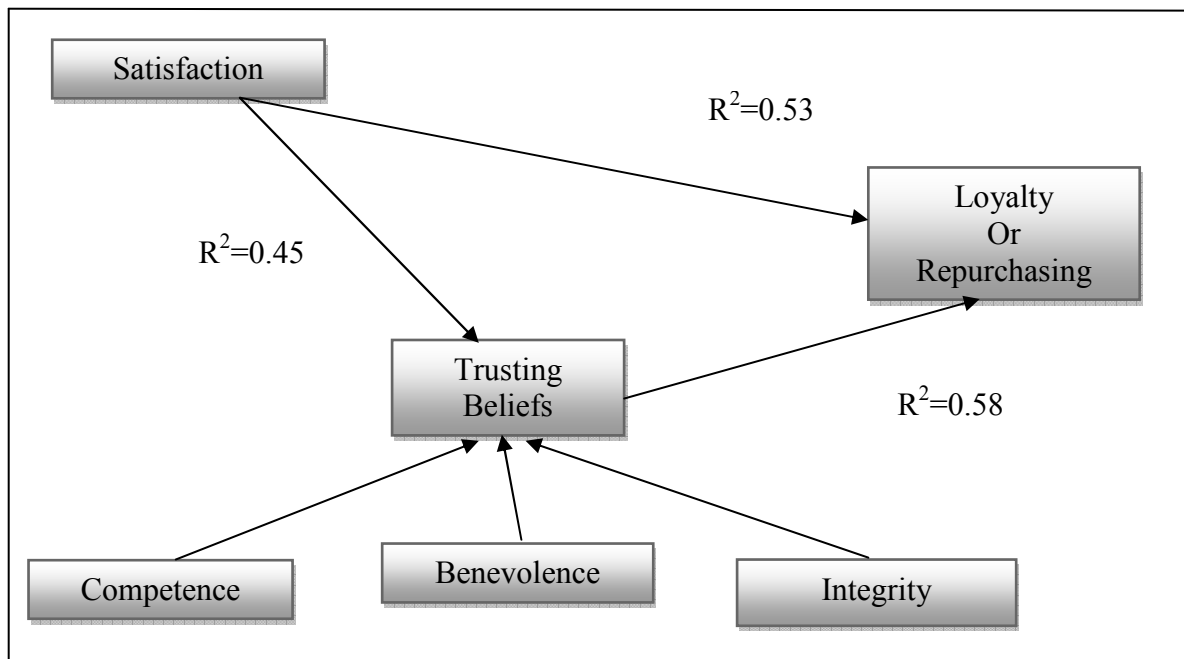 Satisfaction
R²=0.53
Loyalty
Or
Repurchasing
R²=0.45
Trusting
Beliefs
R²=0.58
Competence
Benevolence
Integrity